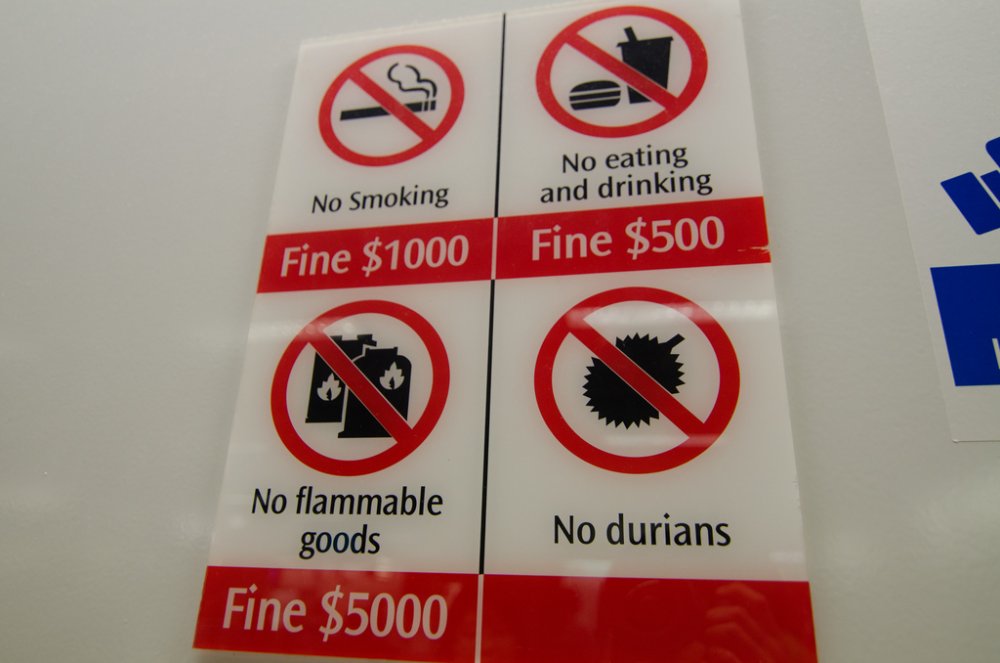 No Smoking
Fine $1000
No eating
and drinking
Fine $500
No flammable
goods
Fine $5000
No durians